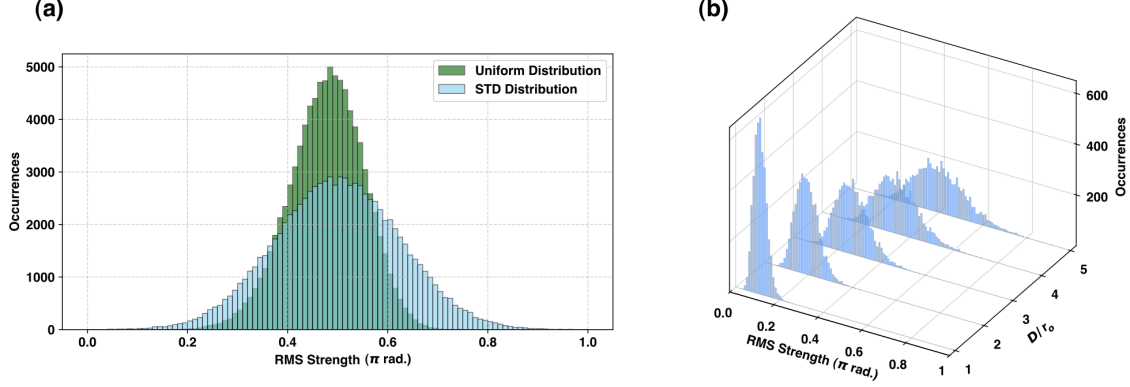 (a)
5000
4000
3000
2000
1000
0
Occurrences
Uniform Distribution
STD Distribution
0.0 0.2 0.4 0.6 0.8 1.0
RMS Strength (π rad.)
(b)
600
400
200
Occurrences
0.0 0.2 0.4 0.6 0.8 1
RMS Strength (π rad.)
1 2 3 4 5
D/r₀